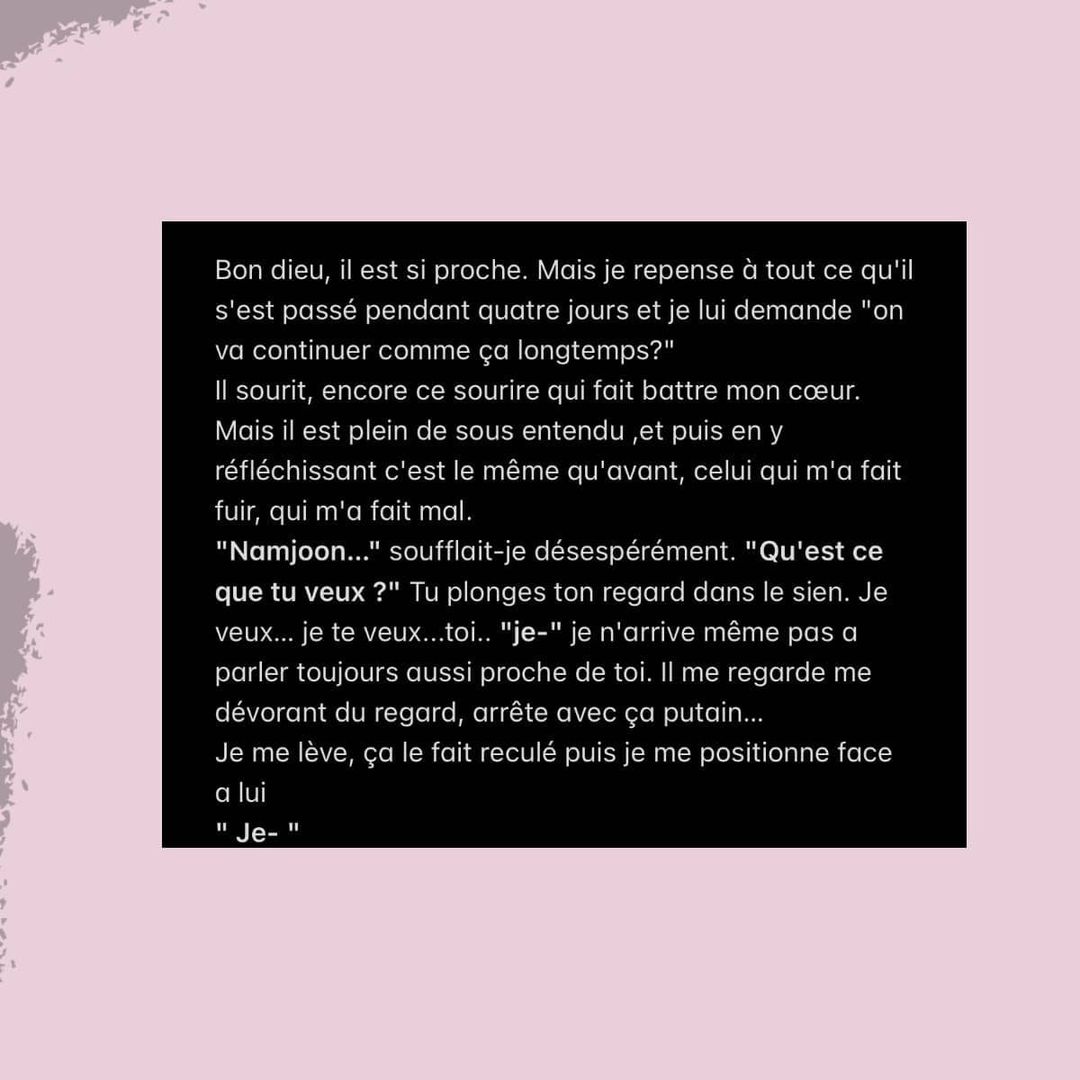 Bon dieu, il est si proche. Mais je repense à tout ce qu'il
s'est passé pendant quatre jours et je lui demande "on
va continuer comme ça longtemps?"
Il sourit, encore ce sourire qui fait battre mon cœur.
Mais il est plein de sous entendu ,et puis en y
réfléchissant c'est le même qu'avant, celui qui m'a fait
fuir, qui m'a fait mal.
"Namjoon..." soufflait-je désespérément. "Qu'est ce
que tu veux ?" Tu plonges ton regard dans le sien. Je
veux... je te veux...toi.. "je-" je n'arrive même pas a
parler toujours aussi proche de toi. Il me regarde me
dévorant du regard, arrête avec ça putain...
Je me lève, ça le fait reculé puis je me positionne face
a lui
" Je- "